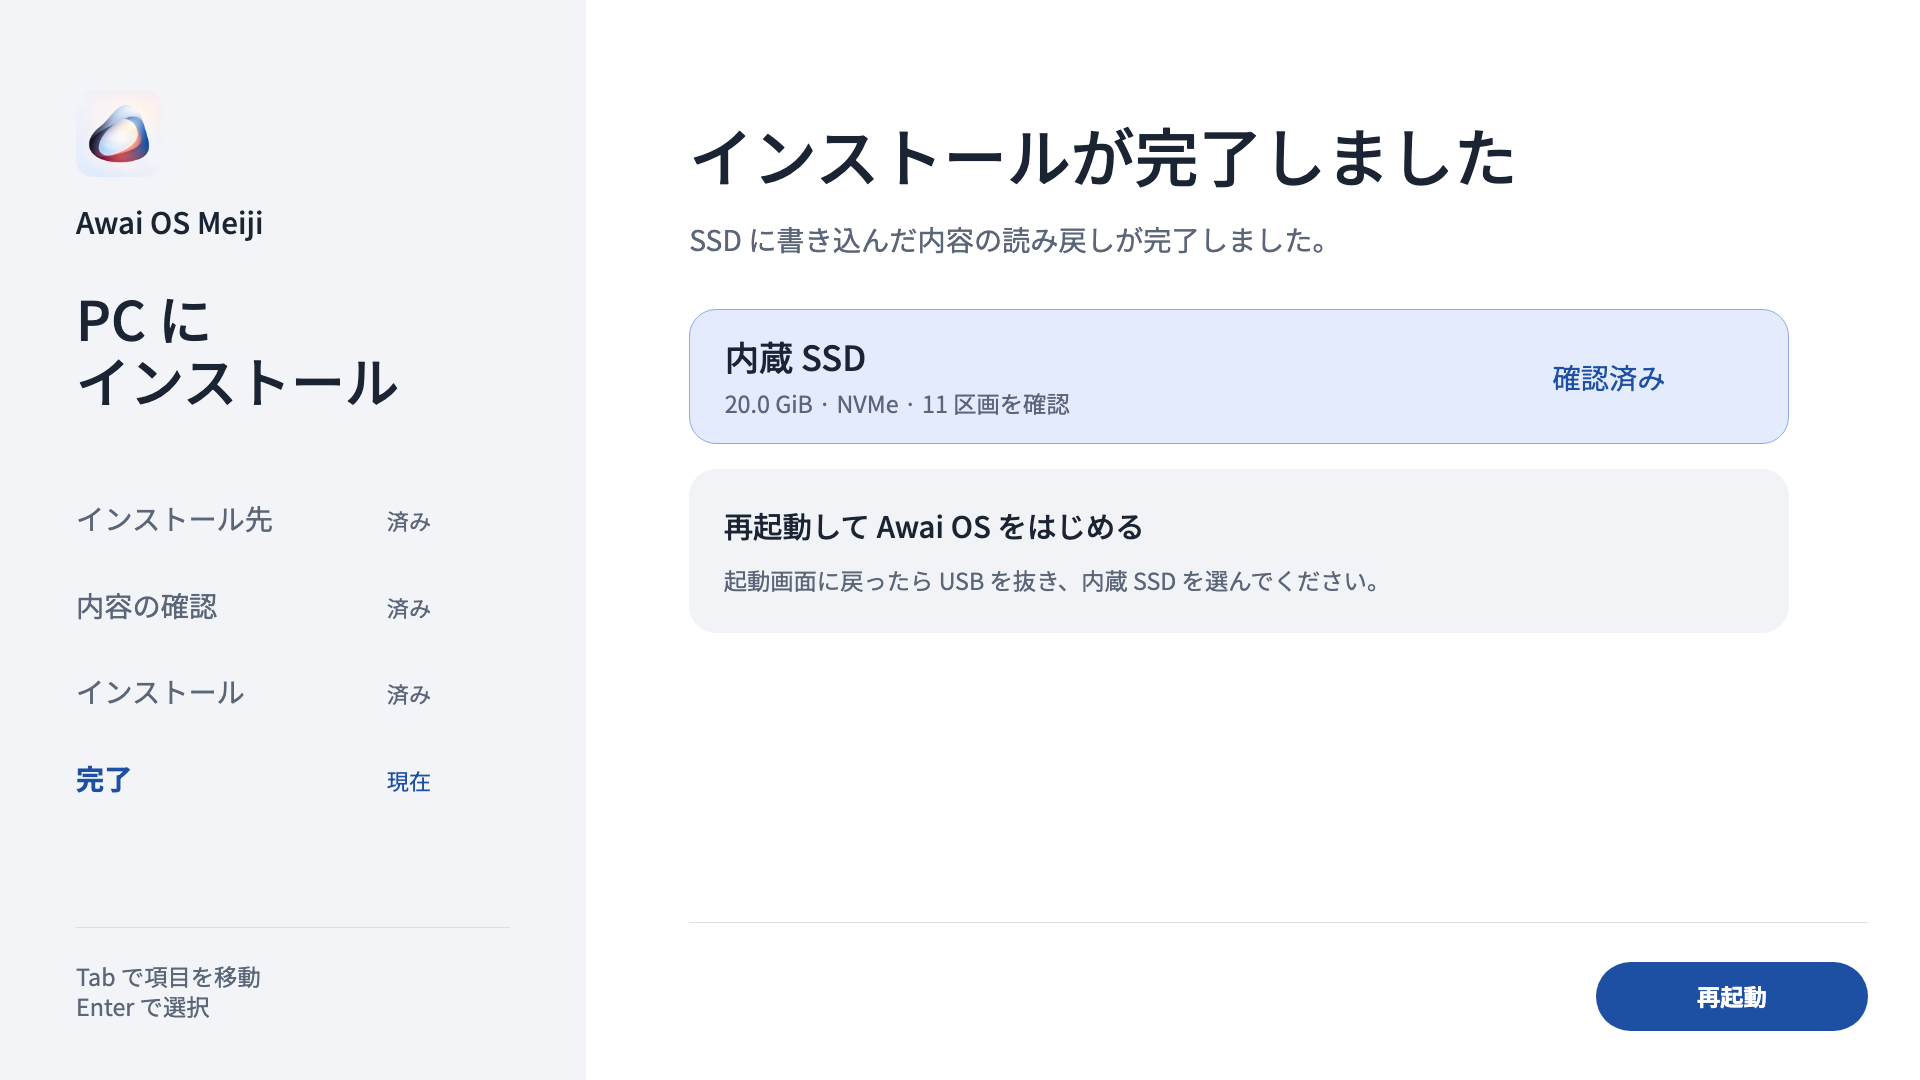 Awai OS Meiji
PC に
インストール
インストール先 済み
内容の確認 済み
インストール 済み
完了 現在
Tab で項目を移動
Enter で選択
インストールが完了しました
SSD に書き込んだ内容の読み戻しが完了しました。
内蔵 SSD
20.0 GiB · NVMe · 11 区画を確認
確認済み
再起動して Awai OS をはじめる
起動画面に戻ったら USB を抜き、内蔵 SSD を選んでください。
再起動